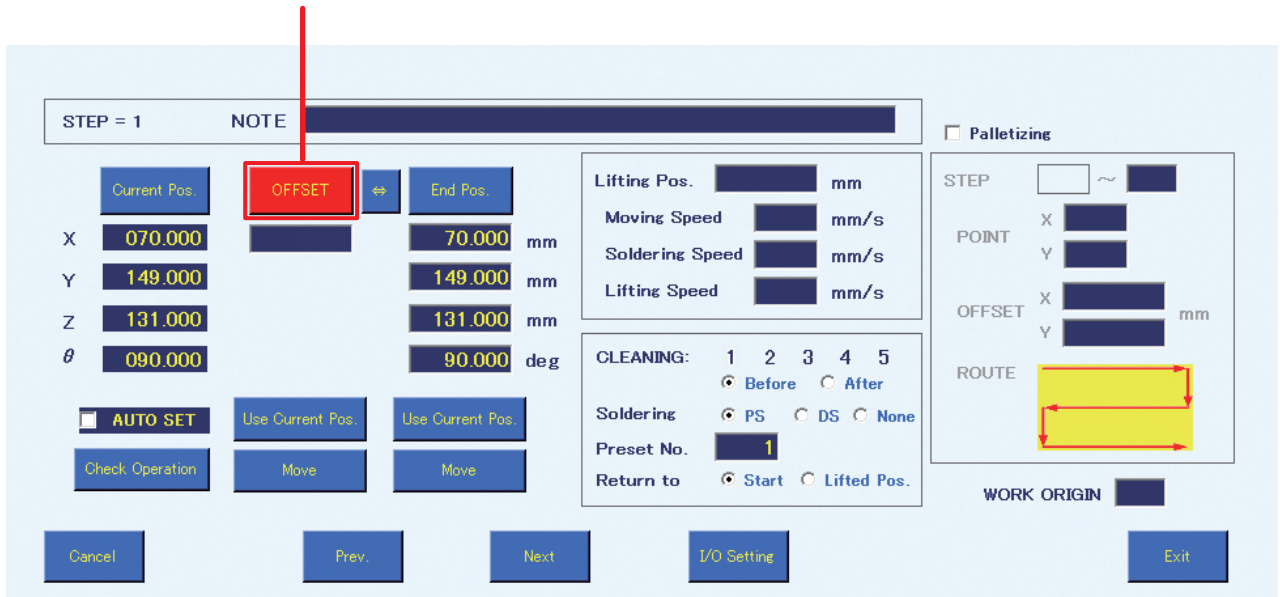 STEP = 1 NOTE
Palletizing
Current Pos. OFFSET ⇔ End Pos.
X 070.000 70.000 mm
Y 149.000 149.000 mm
Z 131.000 131.000 mm
θ 090.000 90.000 deg
AUTO SET Use Current Pos. Use Current Pos.
Check Operation Move Move
Lifting Pos. mm
Moving Speed mm/s
Soldering Speed mm/s
Lifting Speed mm/s
CLEANING: 1 2 3 4 5
Before After
Soldering PS DS None
Preset No. 1
Return to Start Lifted Pos.
STEP ~
POINT X
Y
OFFSET X
Y mm
ROUTE
WORK ORIGIN
Cancel Prev. Next I/O Setting Exit